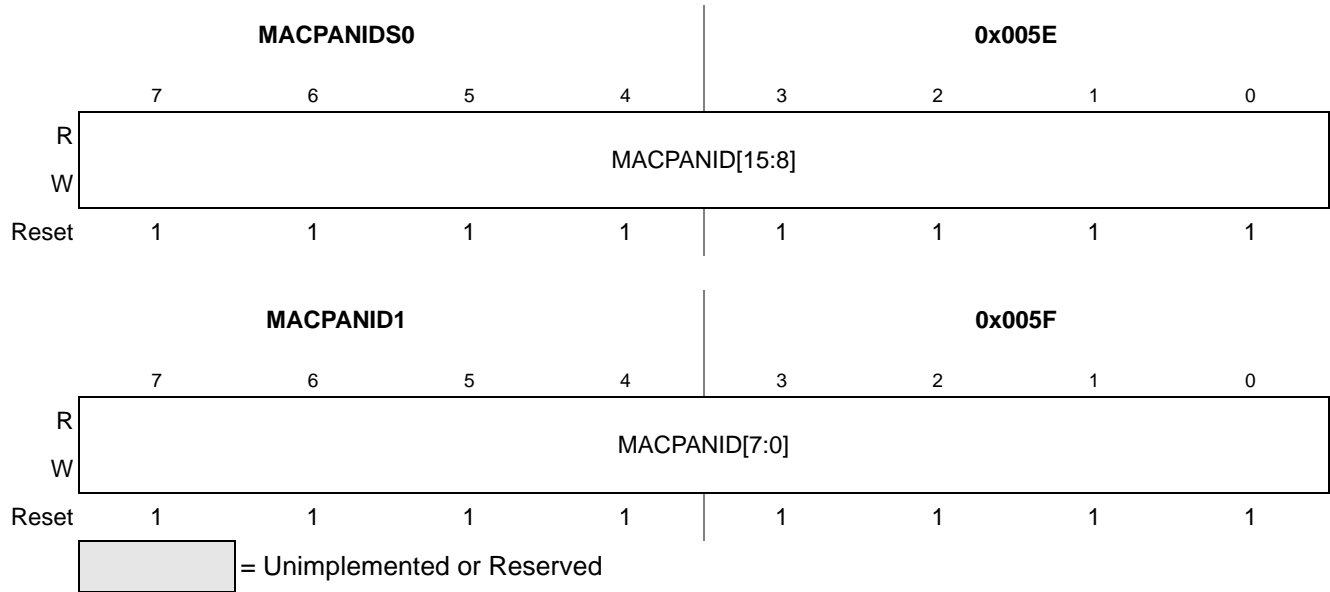 MACPANIDS0 0x005E
7 6 5 4 3 2 1 0
R
MACPANID[15:8]
W
Reset 1 1 1 1 1 1 1 1
MACPANID1 0x005F
7 6 5 4 3 2 1 0
R
MACPANID[7:0]
W
Reset 1 1 1 1 1 1 1 1
= Unimplemented or Reserved